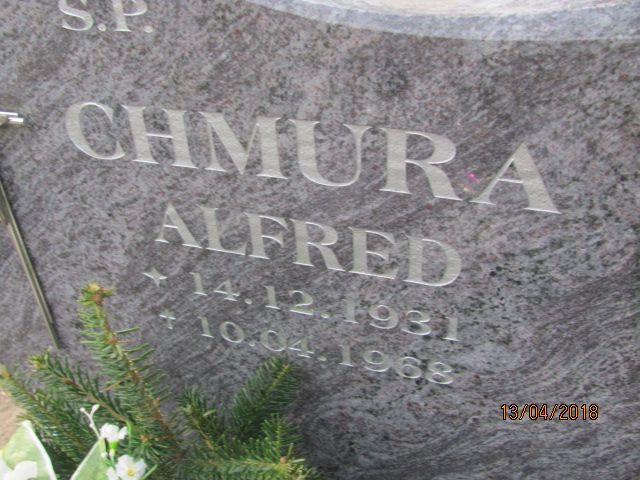 S.P.
CHMURA
ALFRED
* 14.12.1931
+ 10.04.1968
13/04/2018